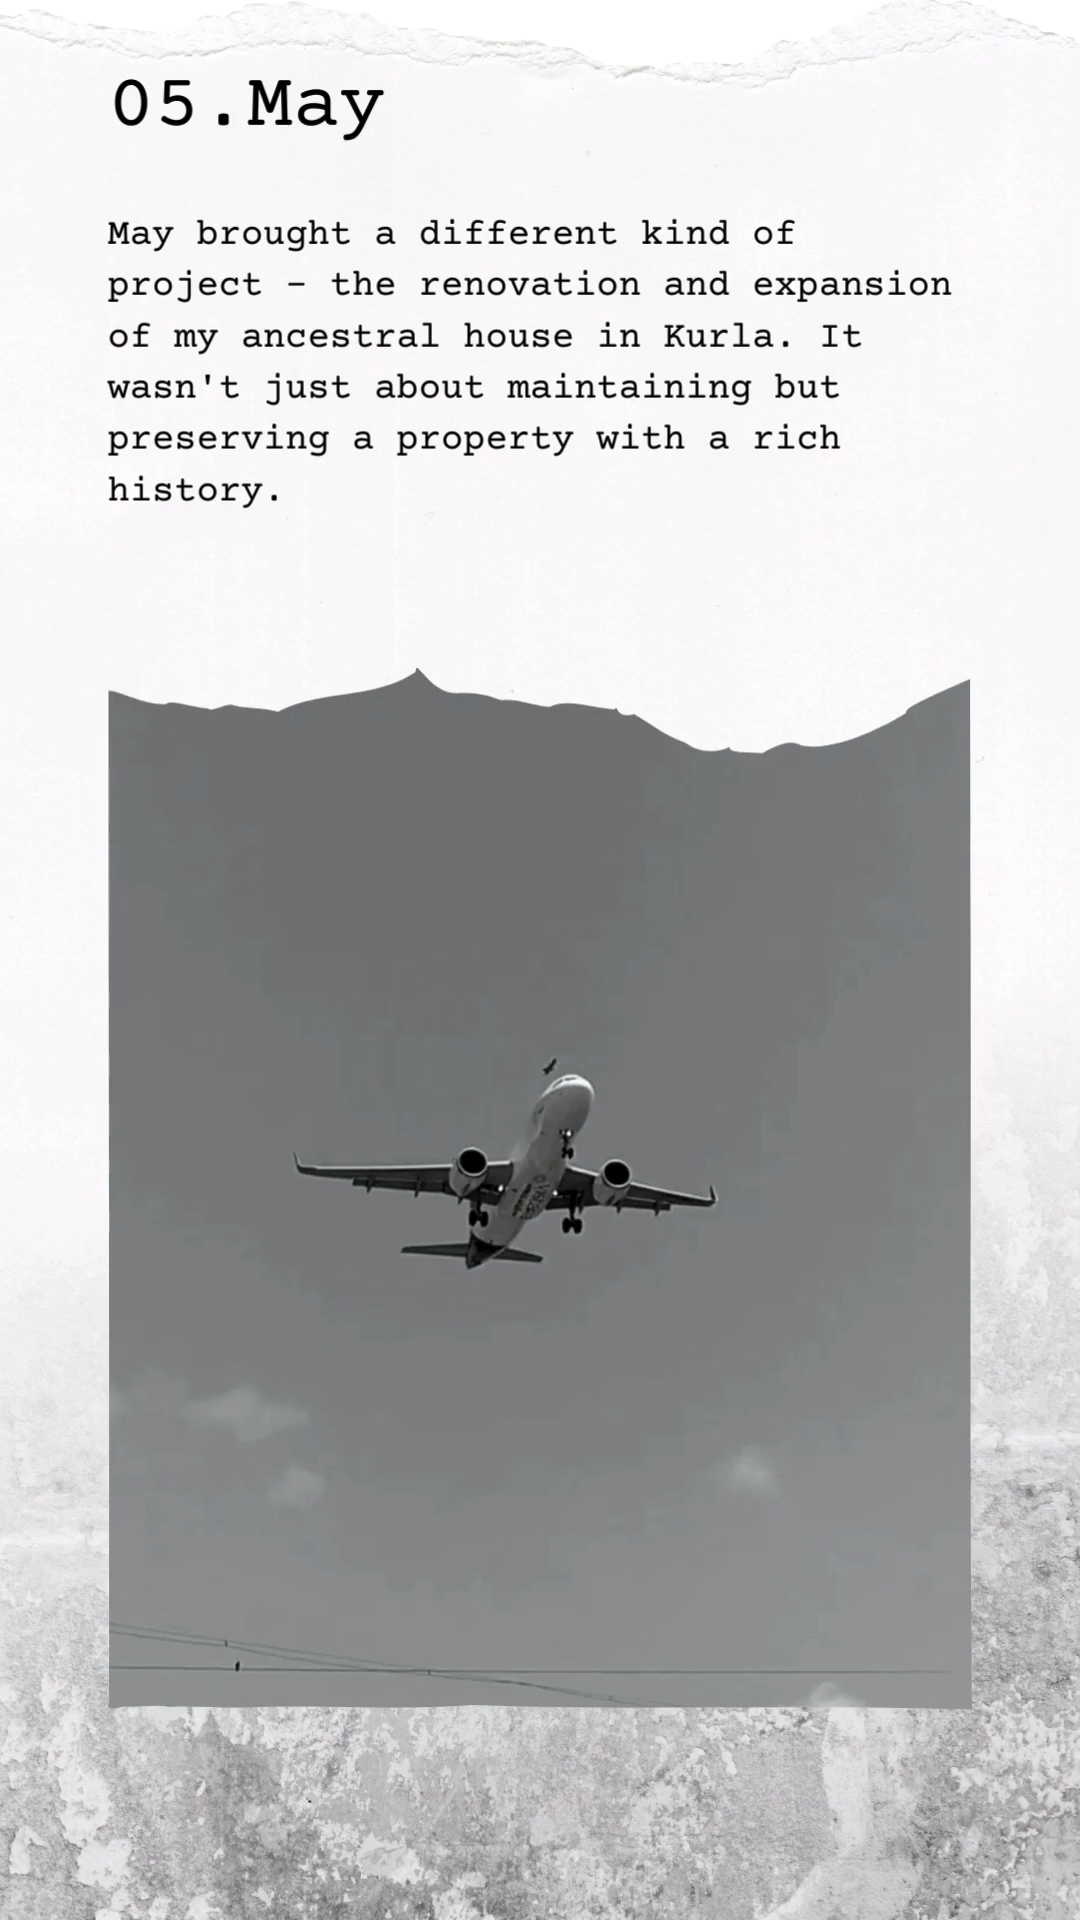 05.May
May brought a different kind of
project - the renovation and expansion
of my ancestral house in Kurla. It
wasn't just about maintaining but
preserving a property with a rich
history.